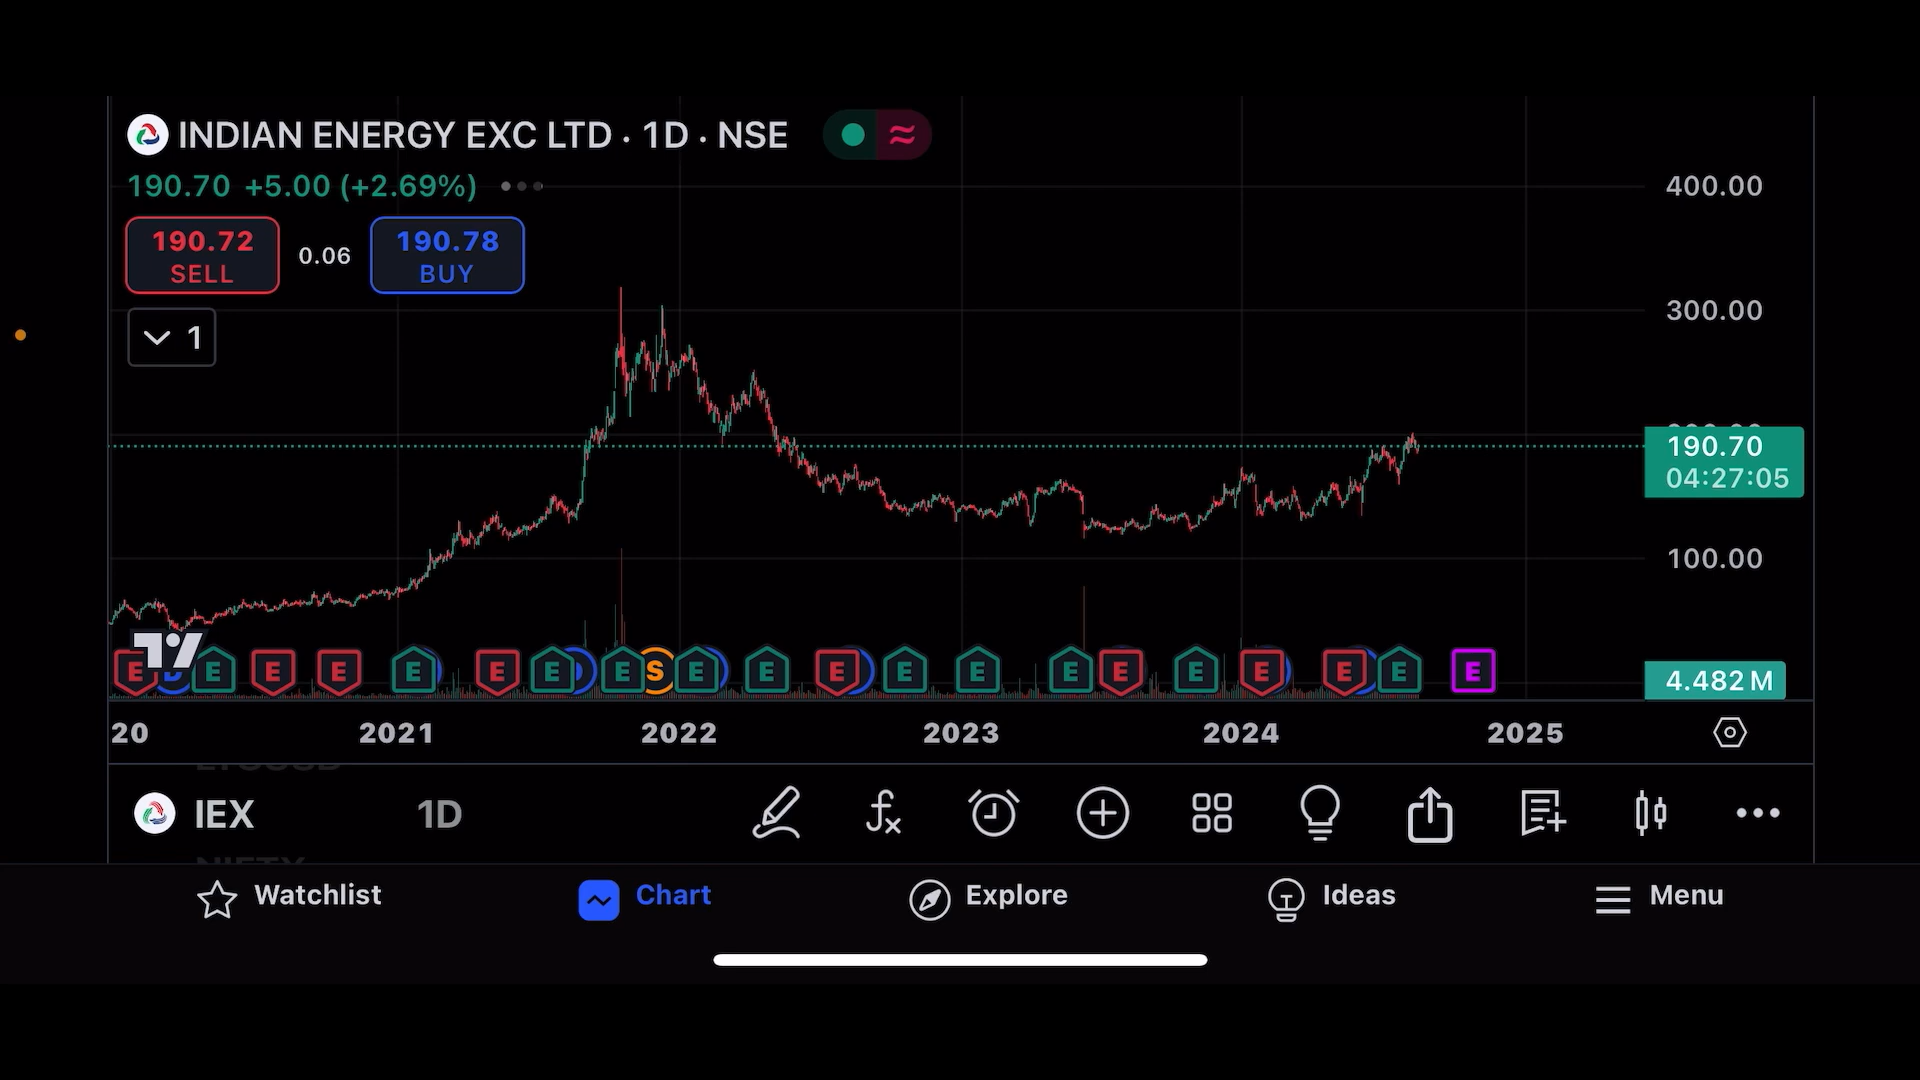 INDIAN ENERGY EXC LTD · 1D · NSE
190.70 +5.00 (+2.69%)
190.72
SELL
0.06
190.78
BUY
1
400.00
300.00
190.70
04:27:05
100.00
4.482 M
E D E E E E E E D E S E E E E E E E E E E E E
20 2021 2022 2023 2024 2025
IEX 1D
NIFTY
Watchlist Chart Explore Ideas Menu